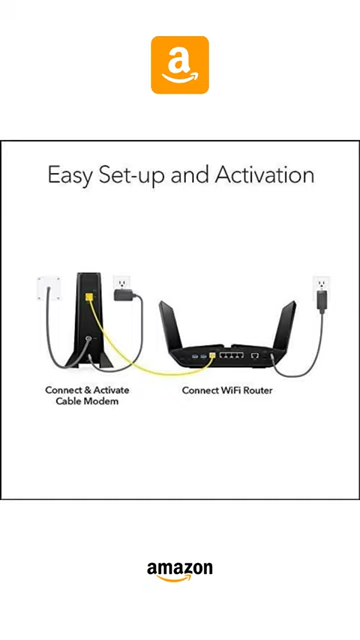 a
Easy Set-up and Activation
Connect & Activate
Cable Modem
Connect WiFi Router
amazon